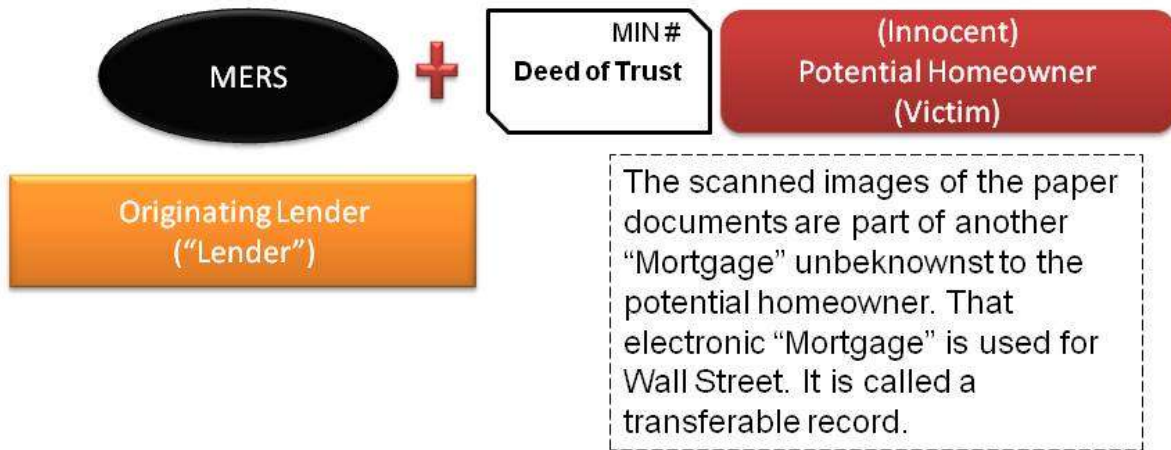 MERS
MIN #
Deed of Trust
(Innocent)
Potential Homeowner
(Victim)
Originating Lender
(“Lender”)
The scanned images of the paper
documents are part of another
“Mortgage” unbeknownst to the
potential homeowner. That
electronic “Mortgage” is used for
Wall Street. It is called a
transferable record.